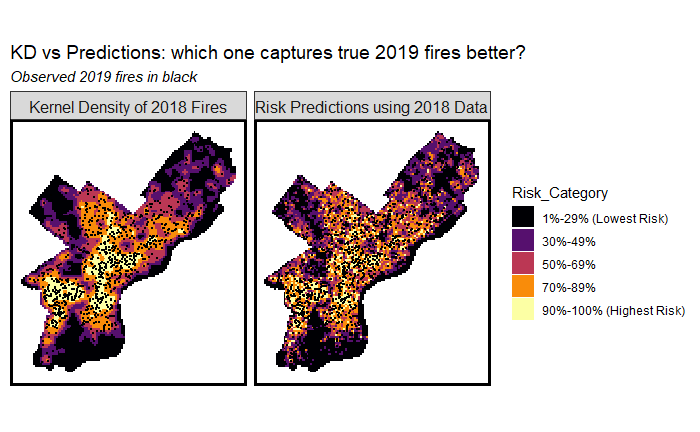 KD vs Predictions: which one captures true 2019 fires better?
Observed 2019 fires in black
Kernel Density of 2018 Fires
Risk Predictions using 2018 Data
Risk_Category
1%-29% (Lowest Risk)
30%-49%
50%-69%
70%-89%
90%-100% (Highest Risk)